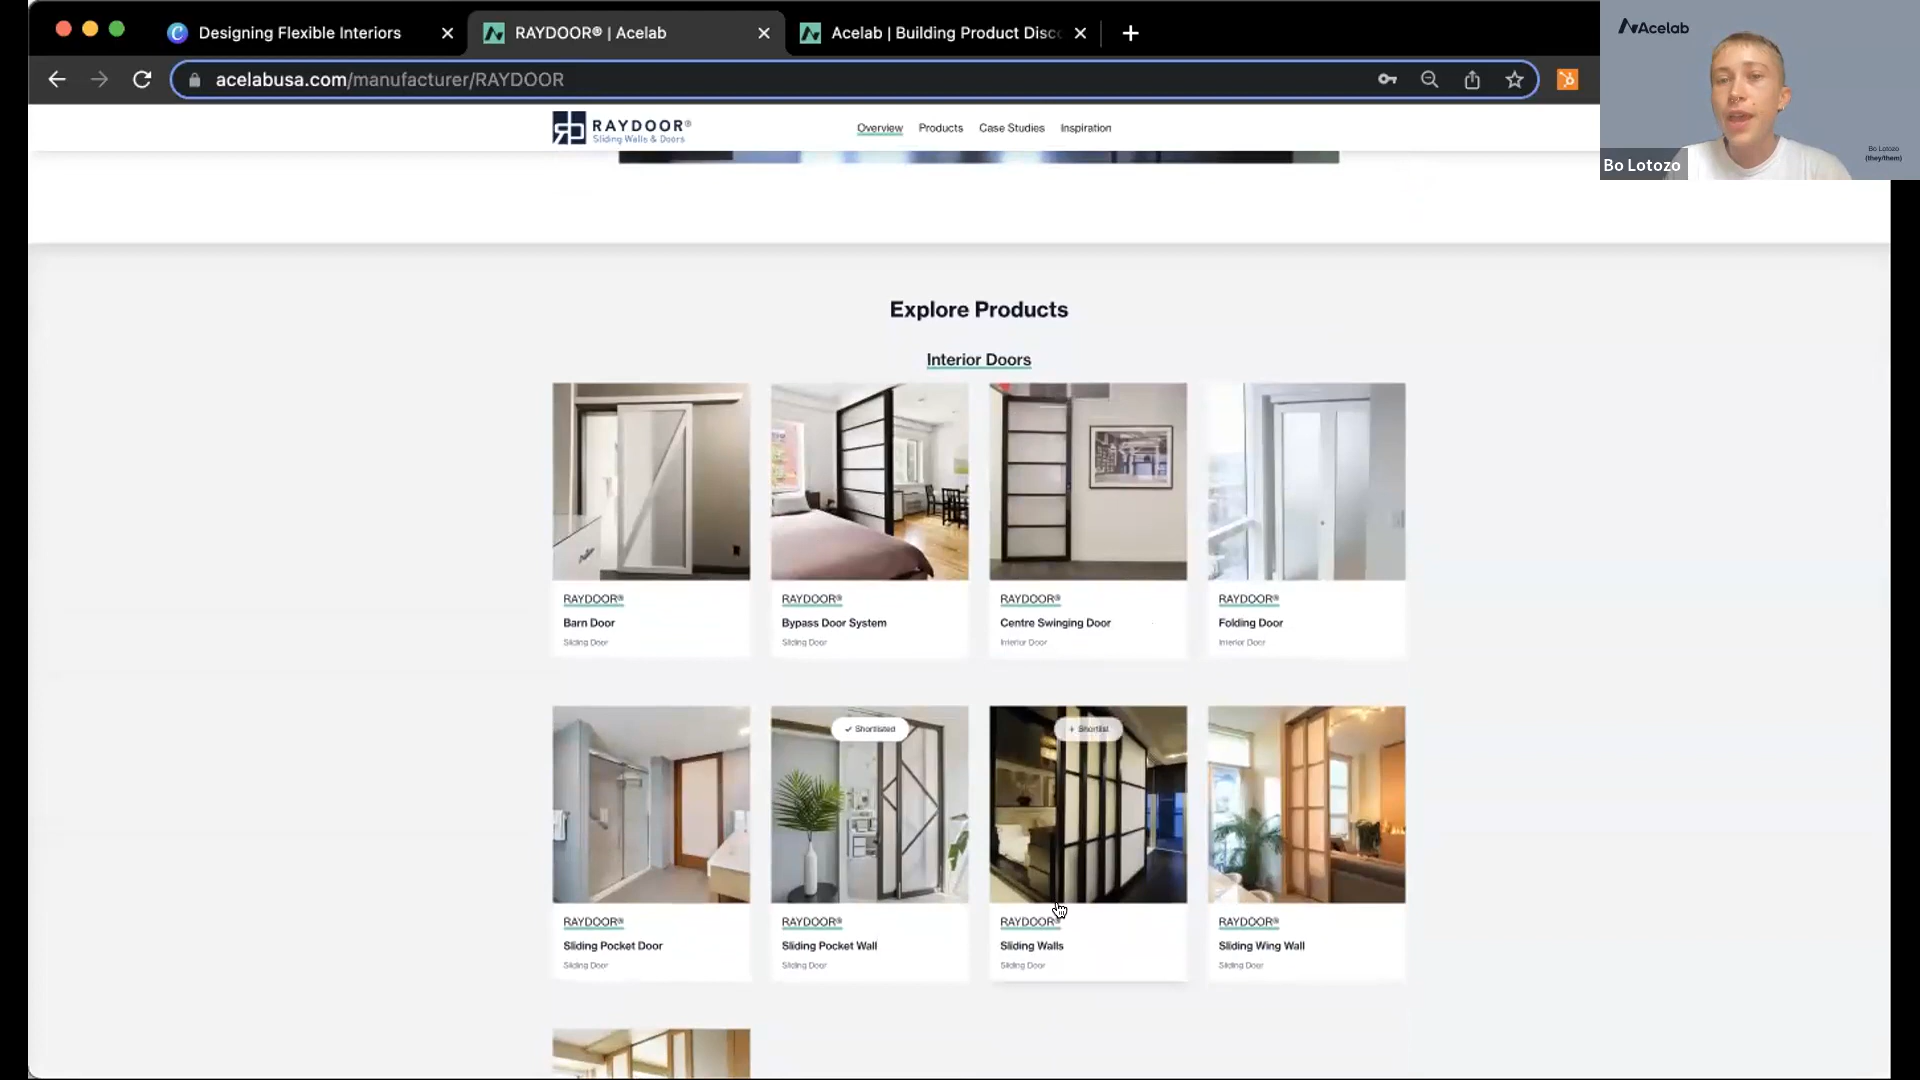 Designing Flexible Interiors
RAYDOOR® | Acelab
Acelab | Building Product Disc
acelabusa.com/manufacturer/RAYDOOR
Acelab
Bo Lotozo
(they/them)
Bo Lotozo
RAYDOOR®
Sliding Walls & Doors
Overview
Products
Case Studies
Inspiration
Explore Products
Interior Doors
RAYDOOR®
Barn Door
Sliding Door
RAYDOOR®
Bypass Door System
Sliding Door
RAYDOOR®
Centre Swinging Door
Interior Door
RAYDOOR®
Folding Door
Interior Door
RAYDOOR®
Sliding Pocket Door
Sliding Door
✓ Shortlisted
RAYDOOR®
Sliding Pocket Wall
Sliding Door
+ Shortlist
RAYDOOR®
Sliding Walls
Sliding Door
RAYDOOR®
Sliding Wing Wall
Sliding Door